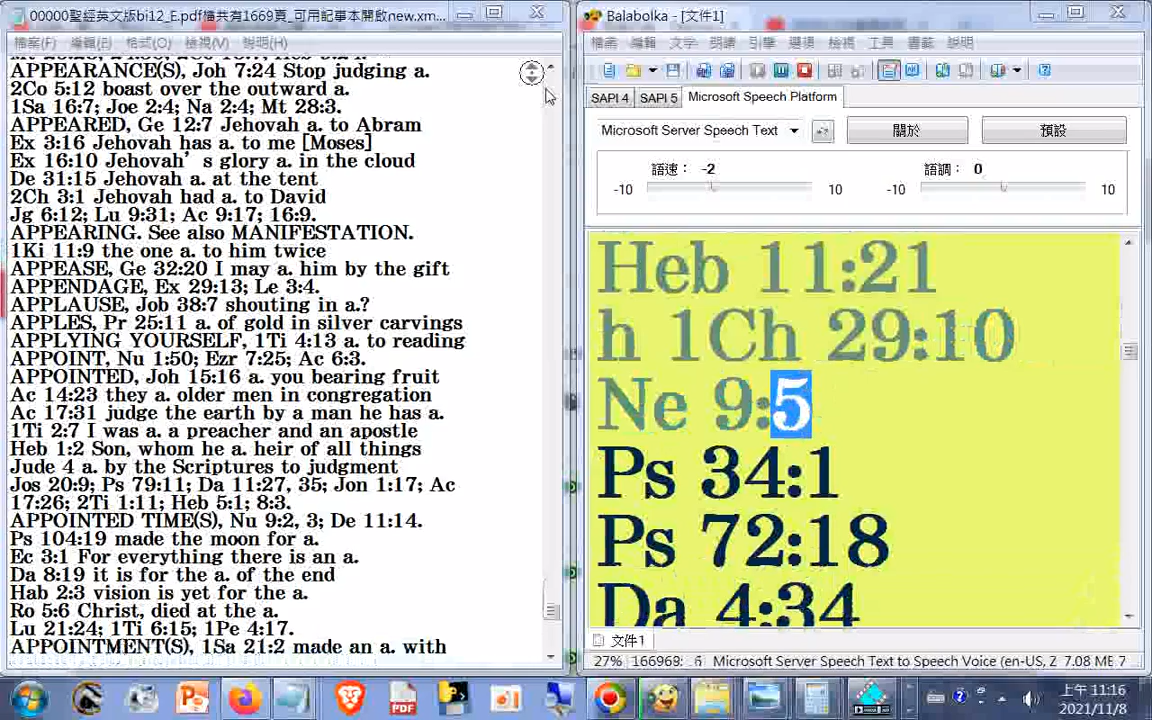 00000聖經英文版bi12_E.pdf檔共有1669頁_可用記事本開啟new.xm...
檔案(F) 編輯(E) 格式(O) 檢視(V) 說明(H)
APPEARANCE(S), Joh 7:24 Stop judging a.
2Co 5:12 boast over the outward a.
1Sa 16:7; Joe 2:4; Na 2:4; Mt 28:3.
APPEARED, Ge 12:7 Jehovah a. to Abram
Ex 3:16 Jehovah has a. to me [Moses]
Ex 16:10 Jehovah’s glory a. in the cloud
De 31:15 Jehovah a. at the tent
2Ch 3:1 Jehovah had a. to David
Jg 6:12; Lu 9:31; Ac 9:17; 16:9.
APPEARING. See also MANIFESTATION.
1Ki 11:9 the one a. to him twice
APPEASE, Ge 32:20 I may a. him by the gift
APPENDAGE, Ex 29:13; Le 3:4.
APPLAUSE, Job 38:7 shouting in a.?
APPLES, Pr 25:11 a. of gold in silver carvings
APPLYING YOURSELF, 1Ti 4:13 a. to reading
APPOINT, Nu 1:50; Ezr 7:25; Ac 6:3.
APPOINTED, Joh 15:16 a. you bearing fruit
Ac 14:23 they a. older men in congregation
Ac 17:31 judge the earth by a man he has a.
1Ti 2:7 I was a. a preacher and an apostle
Heb 1:2 Son, whom he a. heir of all things
Jude 4 a. by the Scriptures to judgment
Jos 20:9; Ps 79:11; Da 11:27, 35; Jon 1:17; Ac
17:26; 2Ti 1:11; Heb 5:1; 8:3.
APPOINTED TIME(S), Nu 9:2, 3; De 11:14.
Ps 104:19 made the moon for a.
Ec 3:1 For everything there is an a.
Da 8:19 it is for the a. of the end
Hab 2:3 vision is yet for the a.
Ro 5:6 Christ, died at the a.
Lu 21:24; 1Ti 6:15; 1Pe 4:17.
APPOINTMENT(S), 1Sa 21:2 made an a. with
Balabolka - [文件1]
檔案 編輯 文字 朗讀 引擎 選項 檢視 工具 書籤 說明
SAPI 4 SAPI 5 Microsoft Speech Platform
Microsoft Server Speech Text 關於 預設
語速： -2 語調： 0
-10 10 -10 10
Heb 11:21
h 1Ch 29:10
Ne 9:5
Ps 34:1
Ps 72:18
Da 4:34
文件1
27% Microsoft Server Speech Text to Speech Voice (en-US, Z 7.08 ME 7
PDF
上午 11:16
2021/11/8